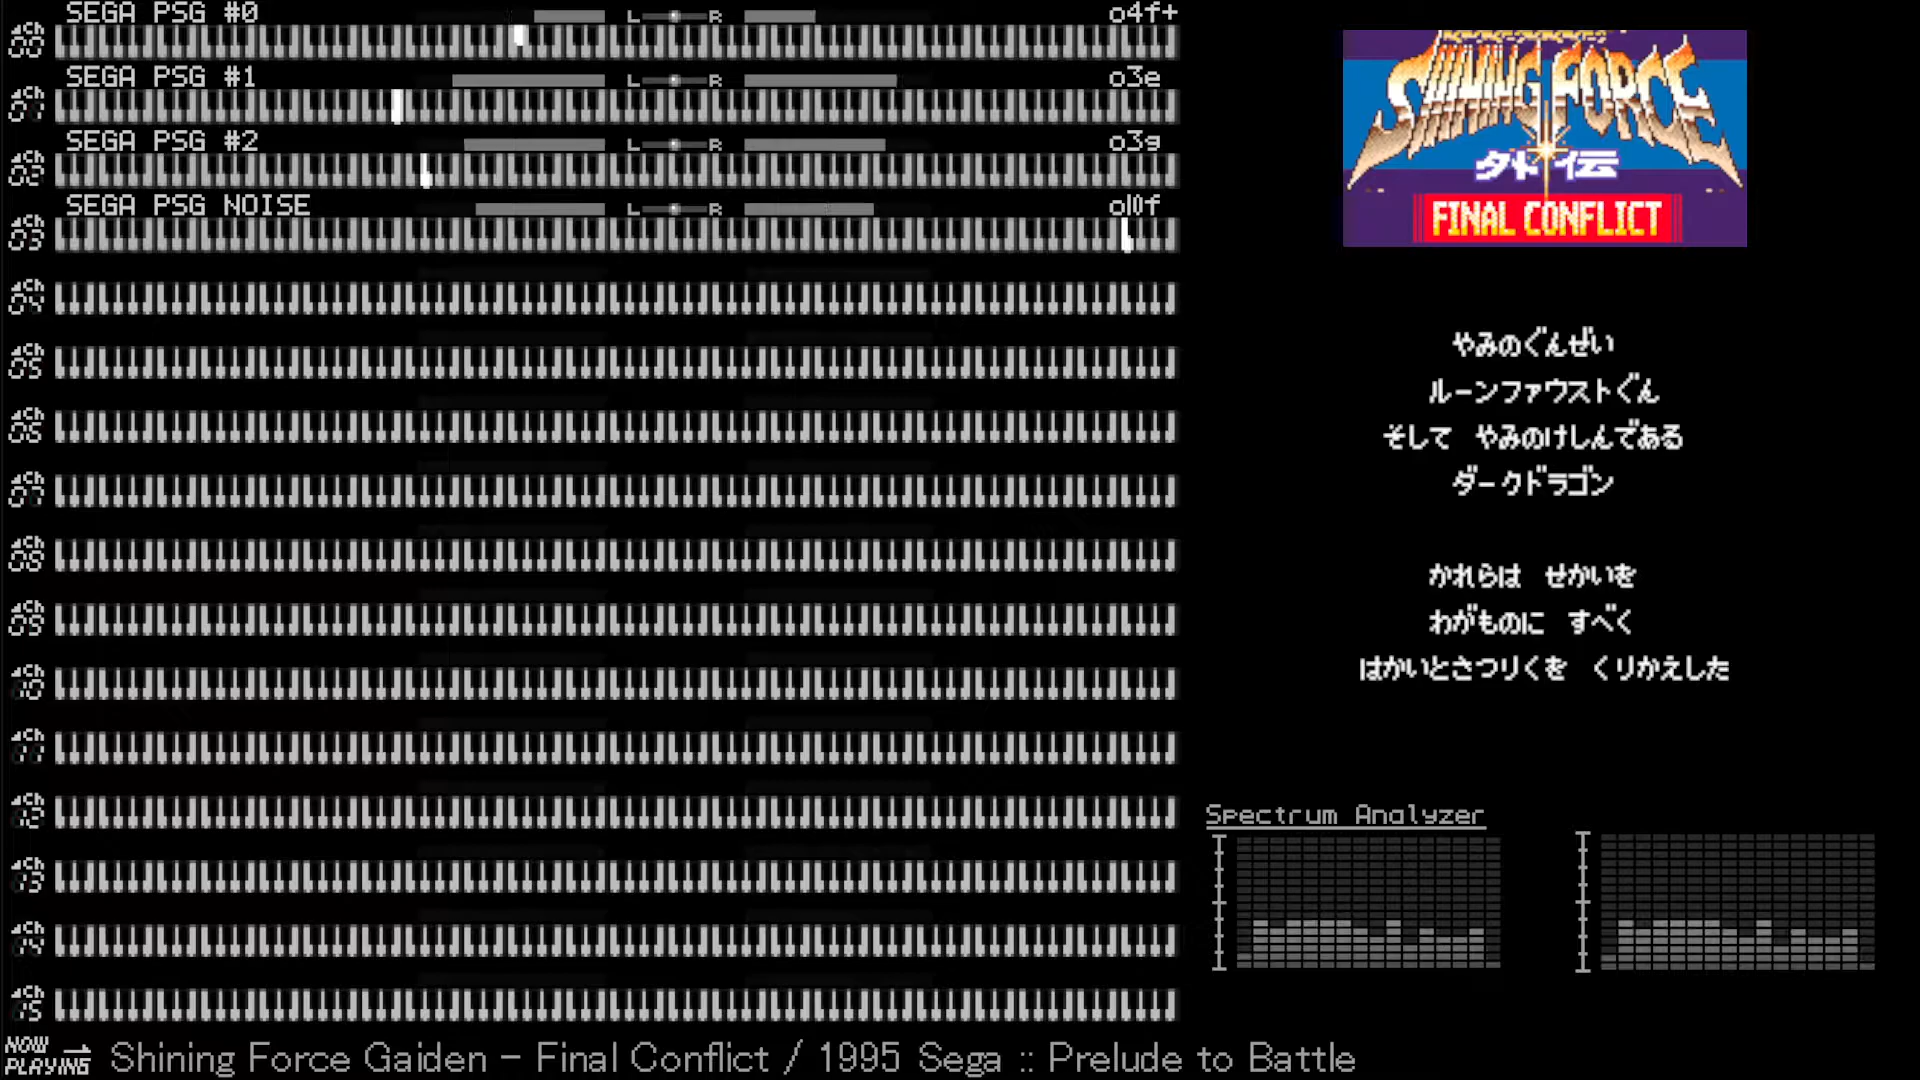 SEGA PSG #0
L R
o4f+
SEGA PSG #1
L R
o3e
SEGA PSG #2
L R
o3g
SEGA PSG NOISE
L R
o10f
SHINING FORCE
外伝
FINAL CONFLICT
やみのぐんぜい
ルーンファウストぐん
そして やみのけしんである
ダークドラゴン
かれらは せかいを
わがものに すべく
はかいとさつりくを くりかえした
Spectrum Analyzer
NOW PLAYING
Shining Force Gaiden - Final Conflict / 1995 Sega :: Prelude to Battle